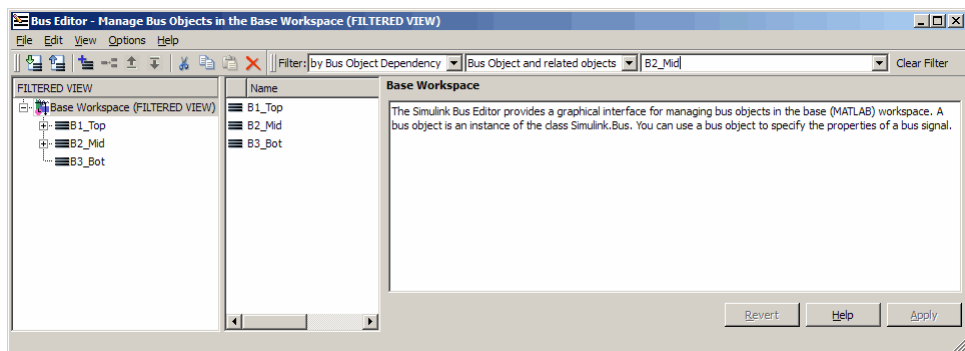 Bus Editor - Manage Bus Objects in the Base Workspace (FILTERED VIEW)
File Edit View Options Help
Filter: by Bus Object Dependency Bus Object and related objects B2_Mid Clear Filter
FILTERED VIEW
Base Workspace (FILTERED VIEW)
B1_Top
B2_Mid
B3_Bot
Name
B1_Top
B2_Mid
B3_Bot
Base Workspace
The Simulink Bus Editor provides a graphical interface for managing bus objects in the base (MATLAB) workspace. A
bus object is an instance of the class Simulink.Bus. You can use a bus object to specify the properties of a bus signal.
Revert Help Apply